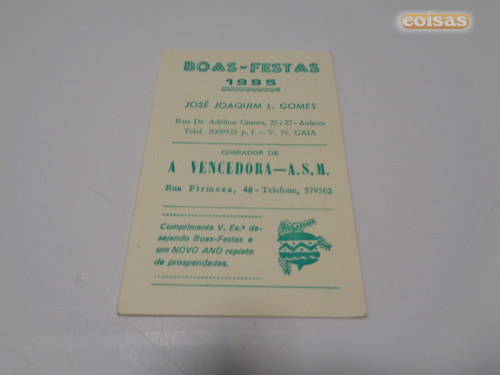 coisas
BOAS-FESTAS
1995
JOSÉ JOAQUIM L. GOMES
Rua Dr. Adelino Gomes, 25/27-Avintes
Telef. 2009923 p. f. — V. N. GAIA
COBRADOR DE
A VENCEDORA—A.S.M.
Rua Firmeza, 48 - Telefone, 579562
Cumprimenta V. Ex.ª de-
sejando Boas-Festas e
um NOVO ANO repleto
de prosperidades.